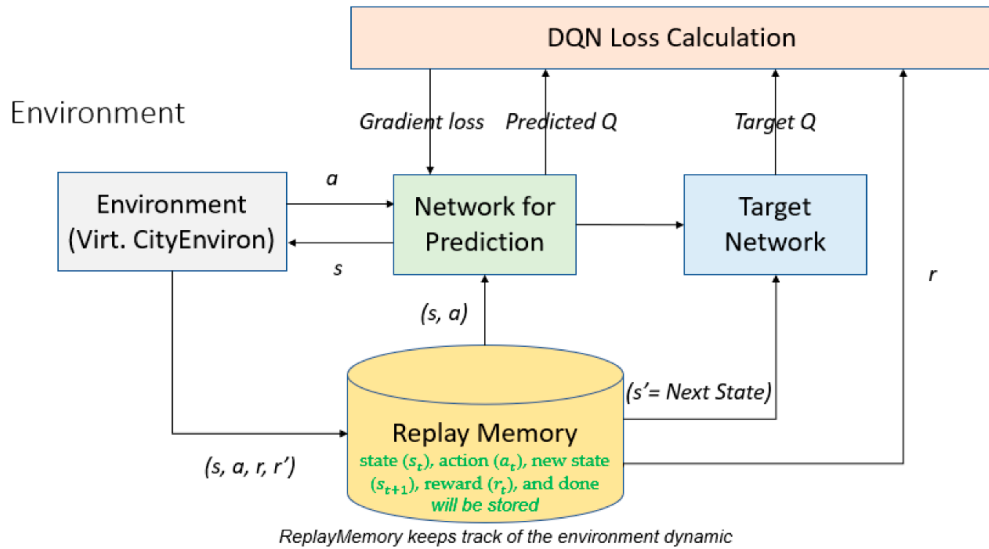 DQN Loss Calculation
Environment
Gradient loss
Predicted Q
Target Q
a
Environment
(Virt. CityEnviron)
Network for
Prediction
Target
Network
s
r
(s, a)
(s’= Next State)
Replay Memory
state (sₜ), action (aₜ), new state
(sₜ₊₁), reward (rₜ), and done
will be stored
(s, a, r, r’)
ReplayMemory keeps track of the environment dynamic